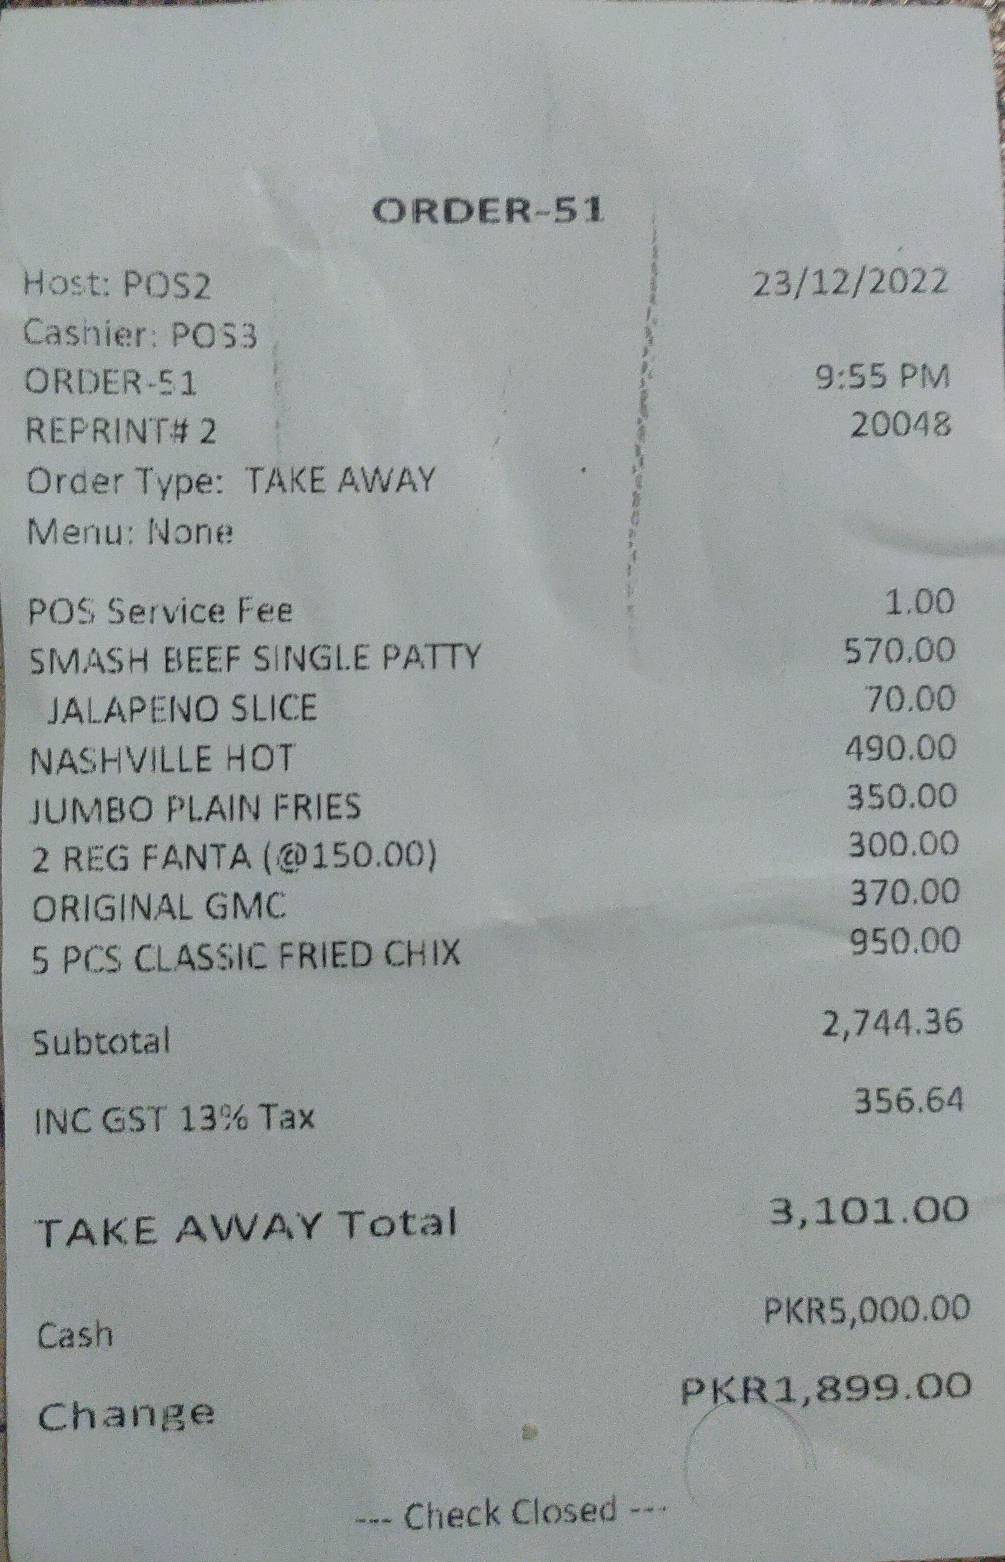 ORDER-51
Host: POS2 23/12/2022
Cashier: POS3
ORDER-51 9:55 PM
REPRINT# 2 20048
Order Type: TAKE AWAY
Menu: None
POS Service Fee 1.00
SMASH BEEF SINGLE PATTY 570.00
JALAPENO SLICE 70.00
NASHVILLE HOT 490.00
JUMBO PLAIN FRIES 350.00
2 REG FANTA (@150.00) 300.00
ORIGINAL GMC 370.00
5 PCS CLASSIC FRIED CHIX 950.00
Subtotal 2,744.36
INC GST 13% Tax 356.64
TAKE AWAY Total 3,101.00
Cash PKR5,000.00
Change PKR1,899.00
--- Check Closed ---